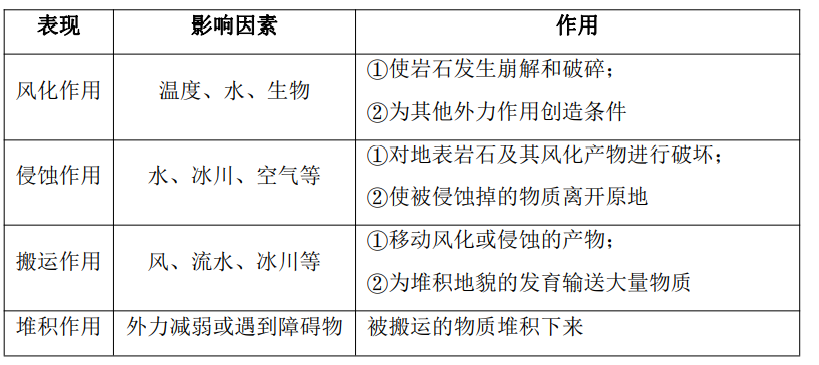 表现 影响因素 作用
风化作用 温度、水、生物 ①使岩石发生崩解和破碎；
②为其他外力作用创造条件
侵蚀作用 水、冰川、空气等 ①对地表岩石及其风化产物进行破坏；
②使被侵蚀掉的物质离开原地
搬运作用 风、流水、冰川等 ①移动风化或侵蚀的产物；
②为堆积地貌的发育输送大量物质
堆积作用 外力减弱或遇到障碍物 被搬运的物质堆积下来